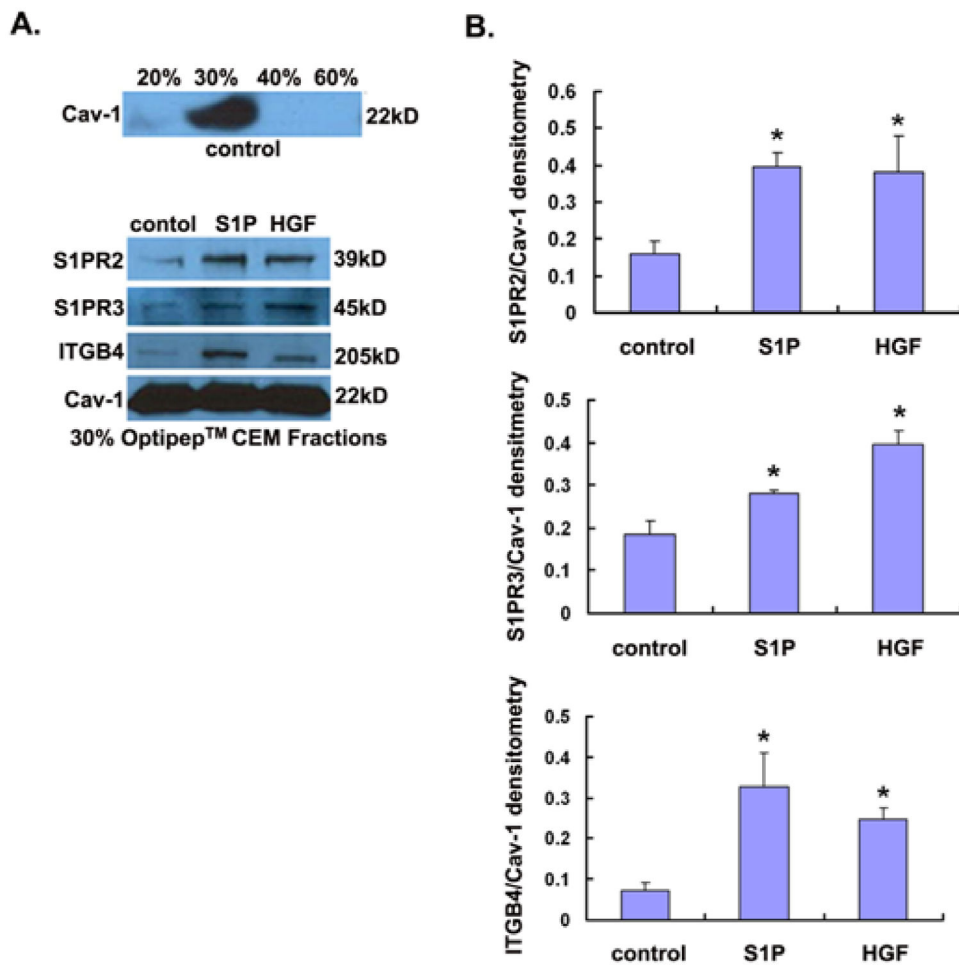 A.
20% 30% 40% 60%
Cav-1
22kD
control
contol S1P HGF
S1PR2
39kD
S1PR3
45kD
ITGB4
205kD
Cav-1
22kD
30% Optipep™ CEM Fractions
B.
S1PR2/Cav-1 densitometry
0.6
0.5
0.4
0.3
0.2
0.1
0
*
*
control S1P HGF
S1PR3/Cav-1 densitmetry
0.5
0.4
0.3
0.2
0.1
0
*
*
control S1P HGF
ITGB4/Cav-1 densitometry
0.5
0.4
0.3
0.2
0.1
0
*
*
control S1P HGF